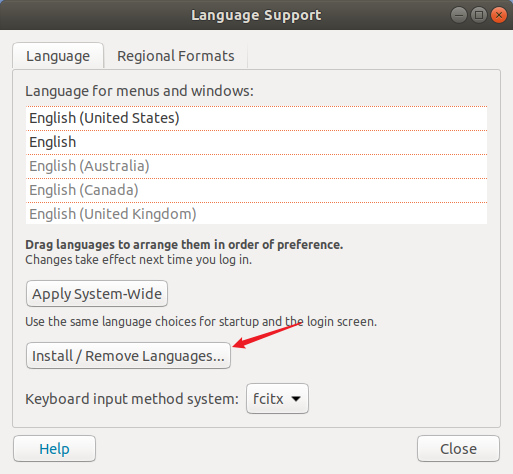 Language Support
Language
Regional Formats
Language for menus and windows:
English (United States)
English
English (Australia)
English (Canada)
English (United Kingdom)
Drag languages to arrange them in order of preference.
Changes take effect next time you log in.
Apply System-Wide
Use the same language choices for startup and the login screen.
Install / Remove Languages...
Keyboard input method system: fcitx
Help
Close